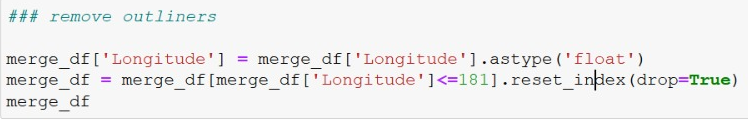 ### remove outliners
merge_df['Longitude'] = merge_df['Longitude'].astype('float')
merge_df = merge_df[merge_df['Longitude']<=181].reset_index(drop=True)
merge_df